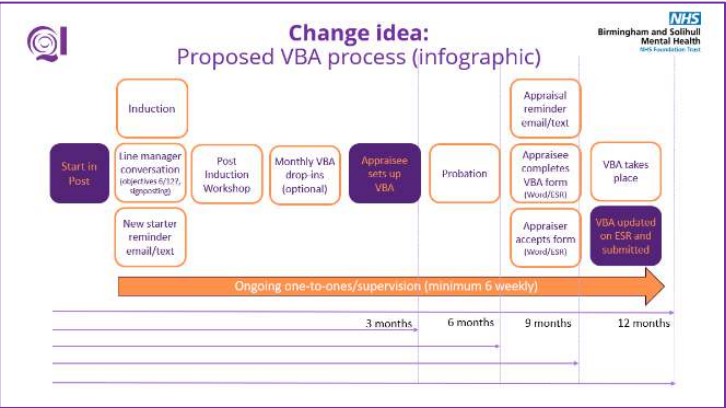 QI
Change idea:
Proposed VBA process (infographic)
NHS
Birmingham and Solihull
Mental Health
NHS Foundation Trust
Start in
Post
Induction
Line manager
conversation
(objectives 6/12?,
signposting)
New starter
reminder
email/text
Post
Induction
Workshop
Monthly VBA
drop-ins
(optional)
Appraisee
sets up
VBA
Probation
Appraisal
reminder
email/text
Appraisee
completes
VBA form
(Word/ESR)
Appraiser
accepts form
(Word/ESR)
VBA takes
place
VBA updated
on ESR and
submitted
Ongoing one-to-ones/supervision (minimum 6 weekly)
3 months
6 months
9 months
12 months